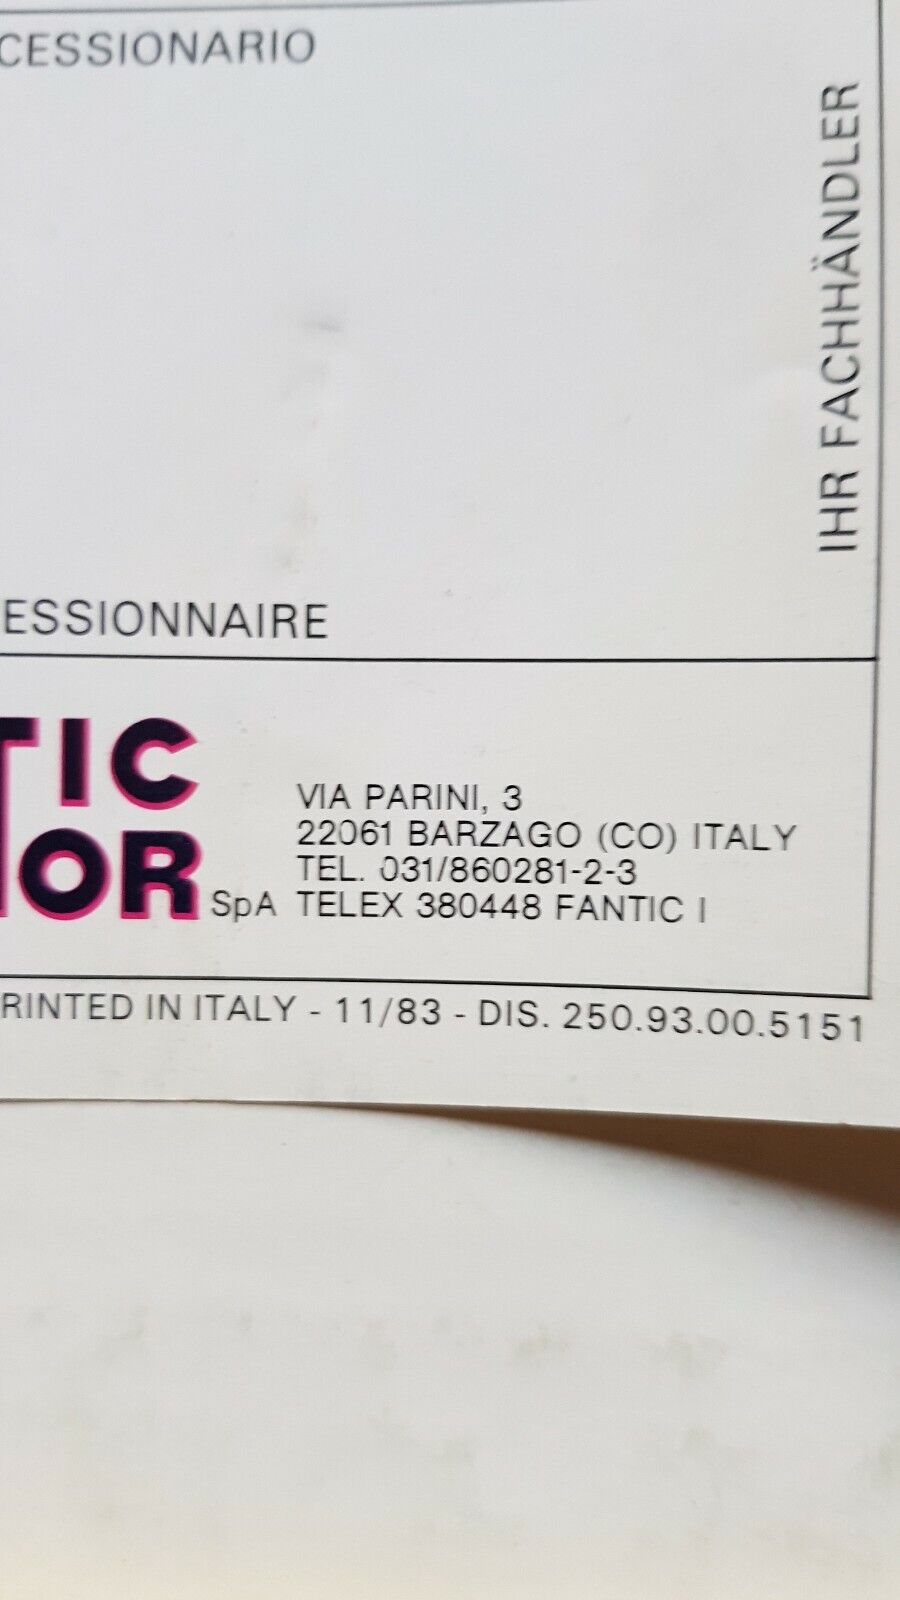 CESSIONARIO
IHR FACHHÄNDLER
ESSIONNAIRE
TIC
OR
SpA
VIA PARINI, 3
22061 BARZAGO (CO) ITALY
TEL. 031/860281-2-3
TELEX 380448 FANTIC I
RINTED IN ITALY - 11/83 - DIS. 250.93.00.5151